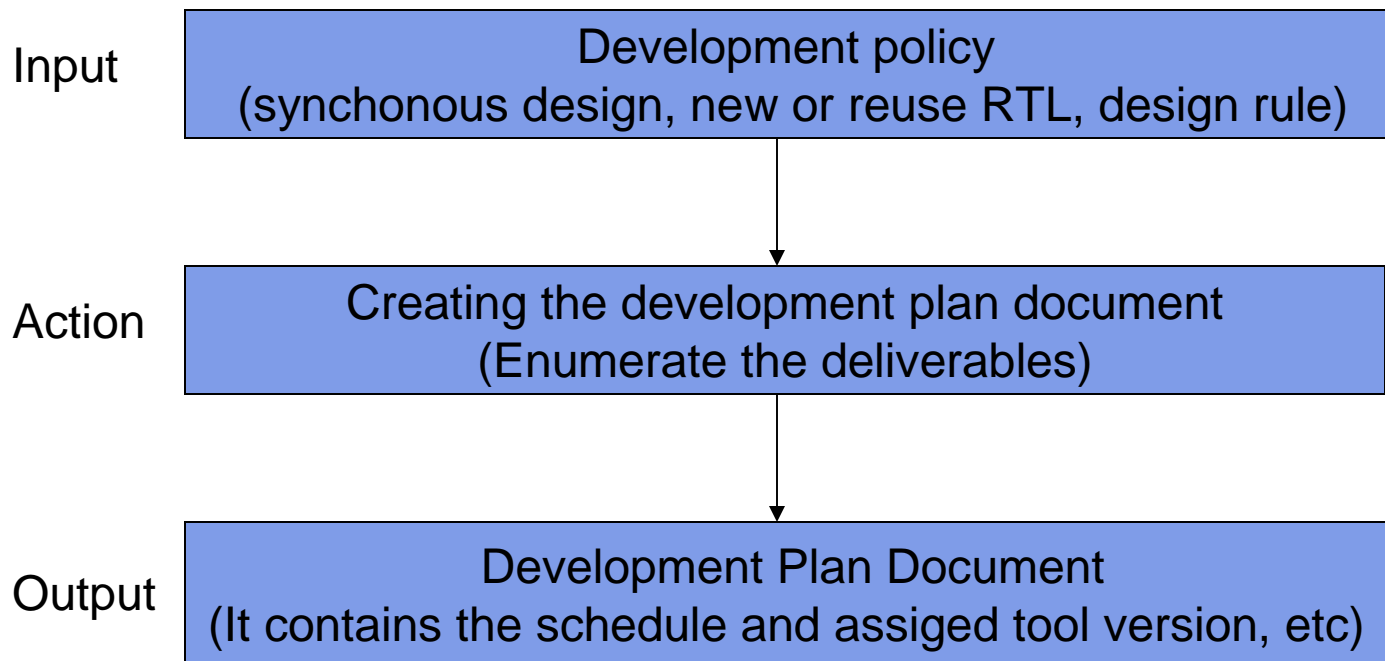 Input
Development policy
(synchonous design, new or reuse RTL, design rule)
Action
Creating the development plan document
(Enumerate the deliverables)
Output
Development Plan Document
(It contains the schedule and assiged tool version, etc)